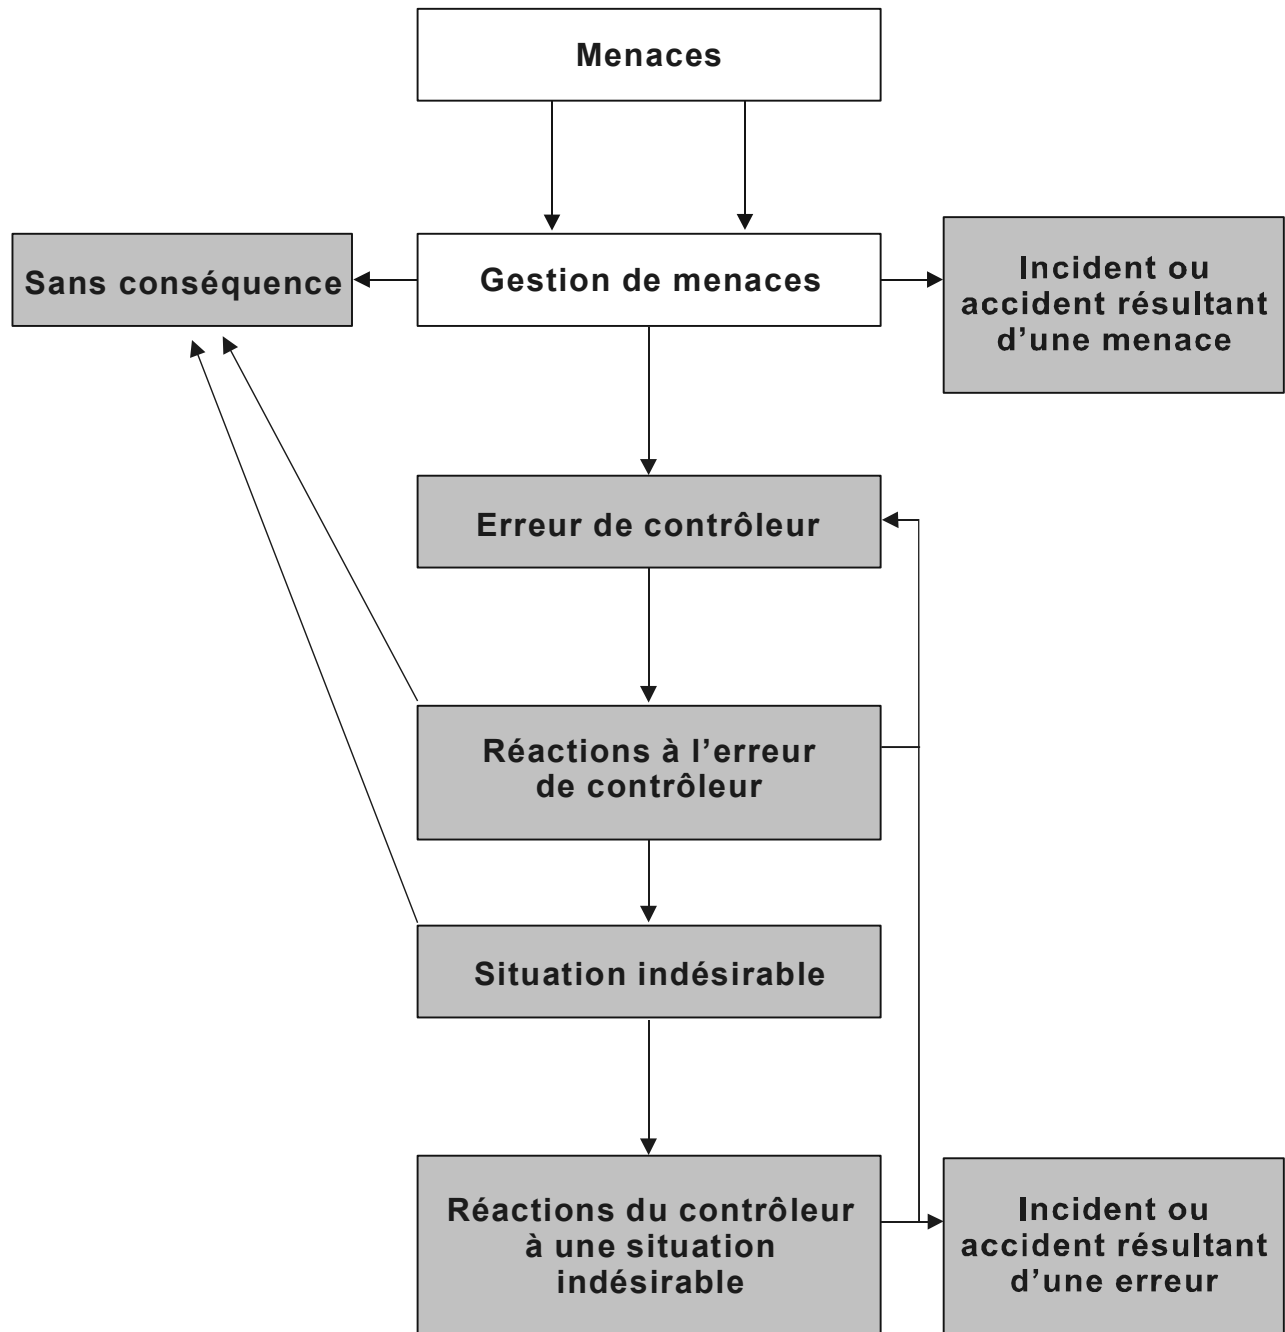 Menaces
Sans conséquence
Gestion de menaces
Incident ou
accident résultant
d’une menace
Erreur de contrôleur
Réactions à l’erreur
de contrôleur
Situation indésirable
Réactions du contrôleur
à une situation
indésirable
Incident ou
accident résultant
d’une erreur